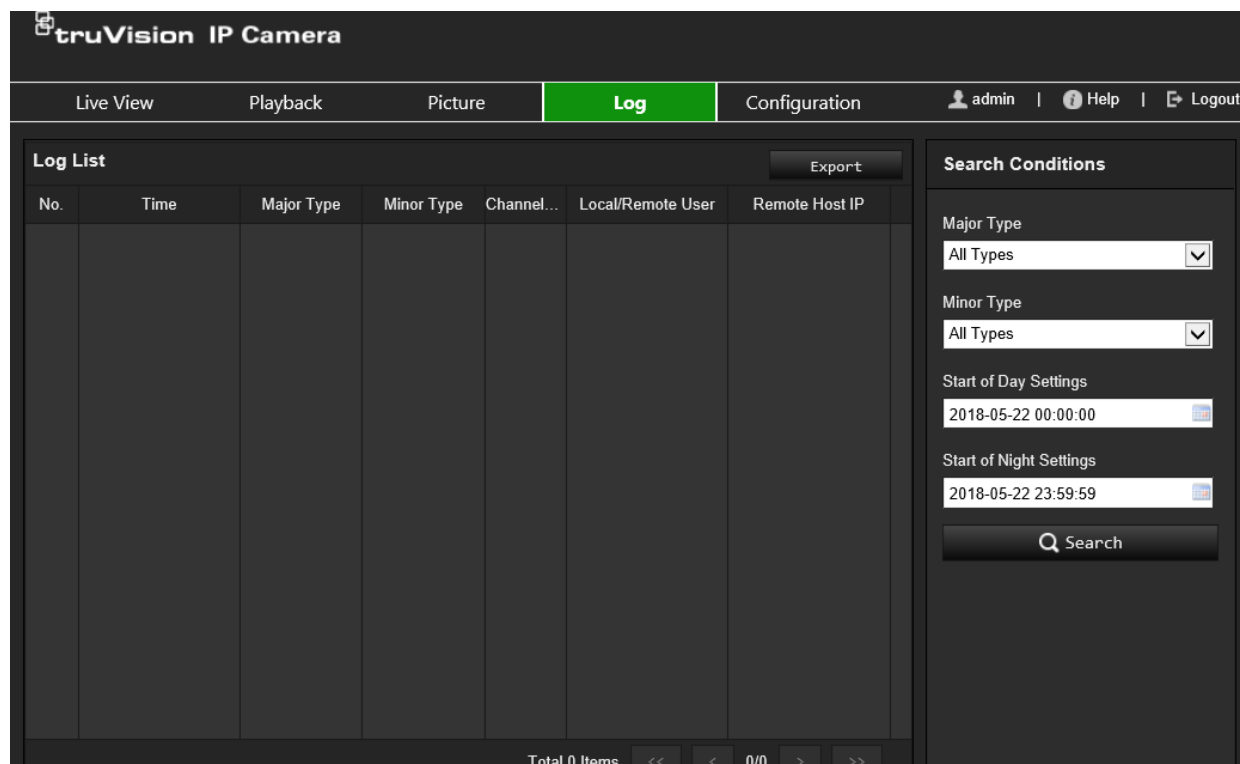 truVision IP Camera
Live View Playback Picture Log Configuration admin | Help | Logout
Log List Export
No. Time Major Type Minor Type Channel... Local/Remote User Remote Host IP
Search Conditions
Major Type
All Types
Minor Type
All Types
Start of Day Settings
2018-05-22 00:00:00
Start of Night Settings
2018-05-22 23:59:59
Search
Total 0 Items << < 0/0 > >>